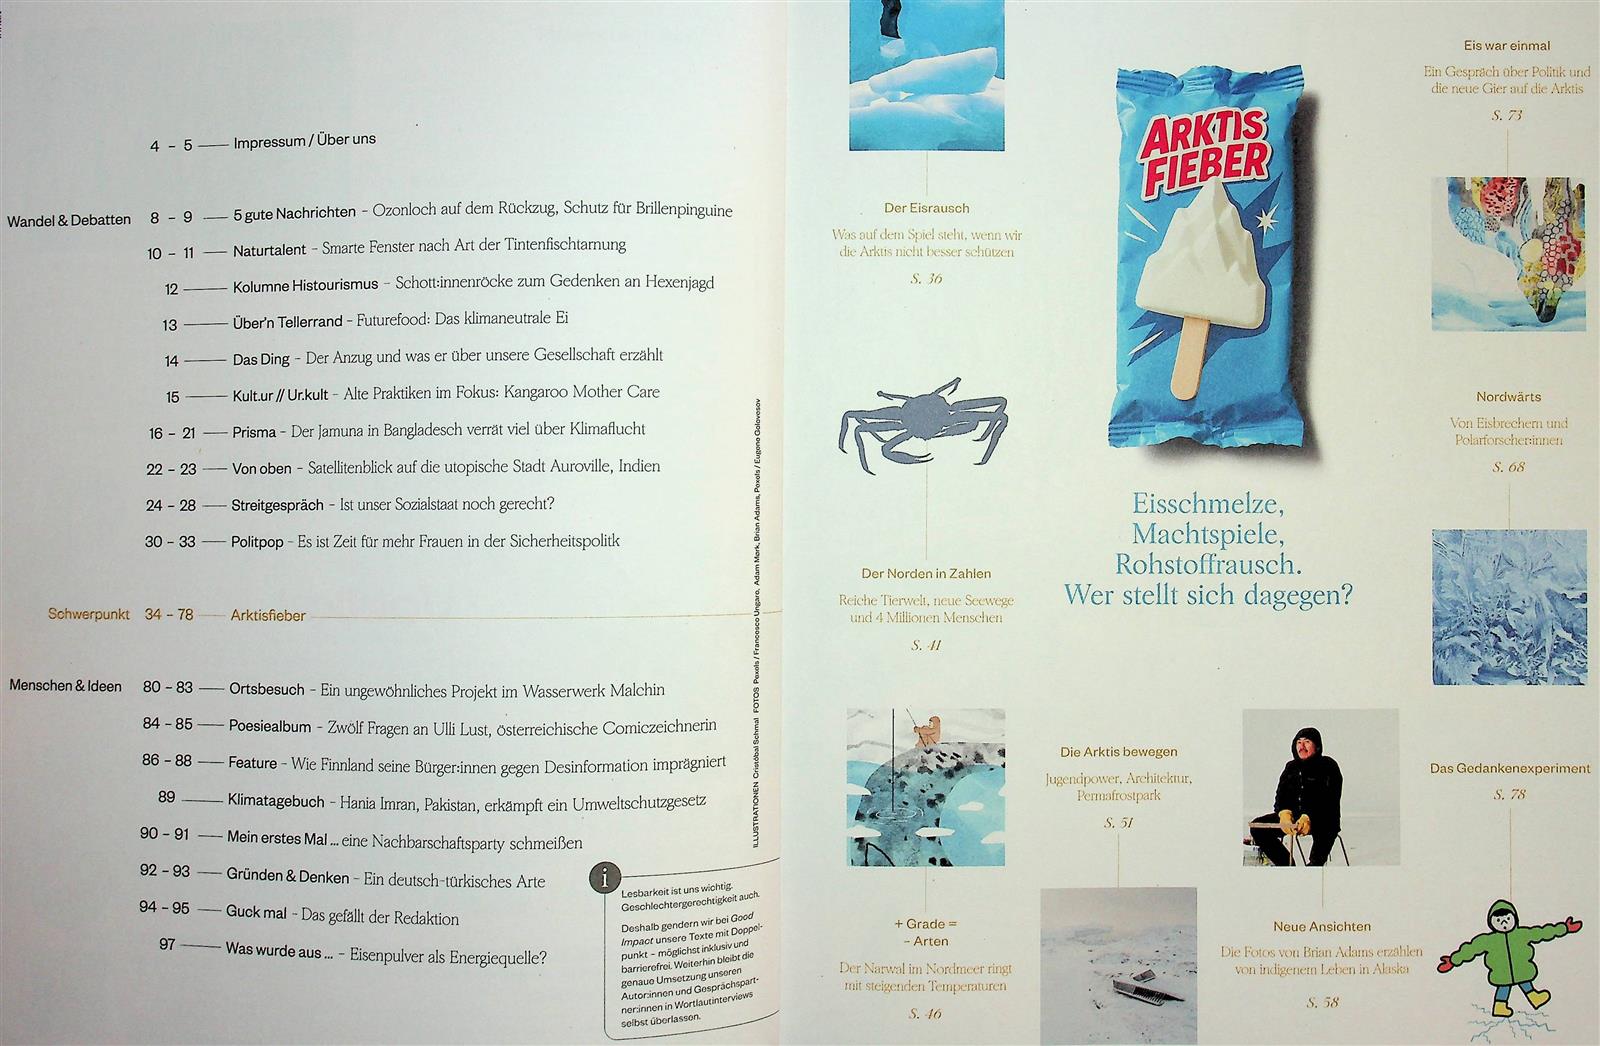 4 – 5 — Impressum / Über uns
Wandel & Debatten 8 – 9 — 5 gute Nachrichten – Ozonloch auf dem Rückzug, Schutz für Brillenpinguine
10 – 11 — Naturtalent – Smarte Fenster nach Art der Tintenfischtarnung
12 — Kolumne Histourismus – Schott:innenröcke zum Gedenken an Hexenjagd
13 — Über'n Tellerrand – Futurefood: Das klimaneutrale Ei
14 — Das Ding – Der Anzug und was er über unsere Gesellschaft erzählt
15 — Kult.ur // Ur.kult – Alte Praktiken im Fokus: Kangaroo Mother Care
16 – 21 — Prisma – Der Jamuna in Bangladesch verrät viel über Klimaflucht
22 – 23 — Von oben – Satellitenblick auf die utopische Stadt Auroville, Indien
24 – 28 — Streitgespräch – Ist unser Sozialstaat noch gerecht?
30 – 33 — Politpop – Es ist Zeit für mehr Frauen in der Sicherheitspolitk
Schwerpunkt 34 – 78 — Arktisfieber
Menschen & Ideen 80 – 83 — Ortsbesuch – Ein ungewöhnliches Projekt im Wasserwerk Malchin
84 – 85 — Poesiealbum – Zwölf Fragen an Ulli Lust, österreichische Comiczeichnerin
86 – 88 — Feature – Wie Finnland seine Bürger:innen gegen Desinformation imprägniert
89 — Klimatagebuch – Hania Imran, Pakistan, erkämpft ein Umweltschutzgesetz
90 – 91 — Mein erstes Mal ... eine Nachbarschaftsparty schmeißen
92 – 93 — Gründen & Denken – Ein deutsch-türkisches Arte
94 – 95 — Guck mal – Das gefällt der Redaktion
97 — Was wurde aus ... – Eisenpulver als Energiequelle?
i
Lesbarkeit ist uns wichtig.
Geschlechtergerechtigkeit auch.
Deshalb gendern wir bei Good
Impact unsere Texte mit Doppel-
punkt – möglichst inklusiv und
barrierefrei. Weiterhin bleibt die
genaue Umsetzung unseren
Autor:innen und Gesprächspart-
ner:innen in Wortlautinterviews
selbst überlassen.
ILLUSTRATIONEN Cristóbal Schmal FOTOS Pexels / Francesco Ungaro, Adam Mørk, Brian Adams, Pexels / Eugene Golovesov
Der Eisrausch
Was auf dem Spiel steht, wenn wir
die Arktis nicht besser schützen
S. 36
Der Norden in Zahlen
Reiche Tierwelt, neue Seewege
und 4 Millionen Menschen
S. 41
+ Grade =
– Arten
Der Narwal im Nordmeer ringt
mit steigenden Temperaturen
S. 46
ARKTIS
FIEBER
Eisschmelze,
Machtspiele,
Rohstoffrausch.
Wer stellt sich dagegen?
Die Arktis bewegen
Jugendpower, Architektur,
Permafrostpark
S. 51
Neue Ansichten
Die Fotos von Brian Adams erzählen
von indigenem Leben in Alaska
S. 58
Eis war einmal
Ein Gespräch über Politik und
die neue Gier auf die Arktis
S. 73
Nordwärts
Von Eisbrechern und
Polarforscher:innen
S. 68
Das Gedankenexperiment
S. 78